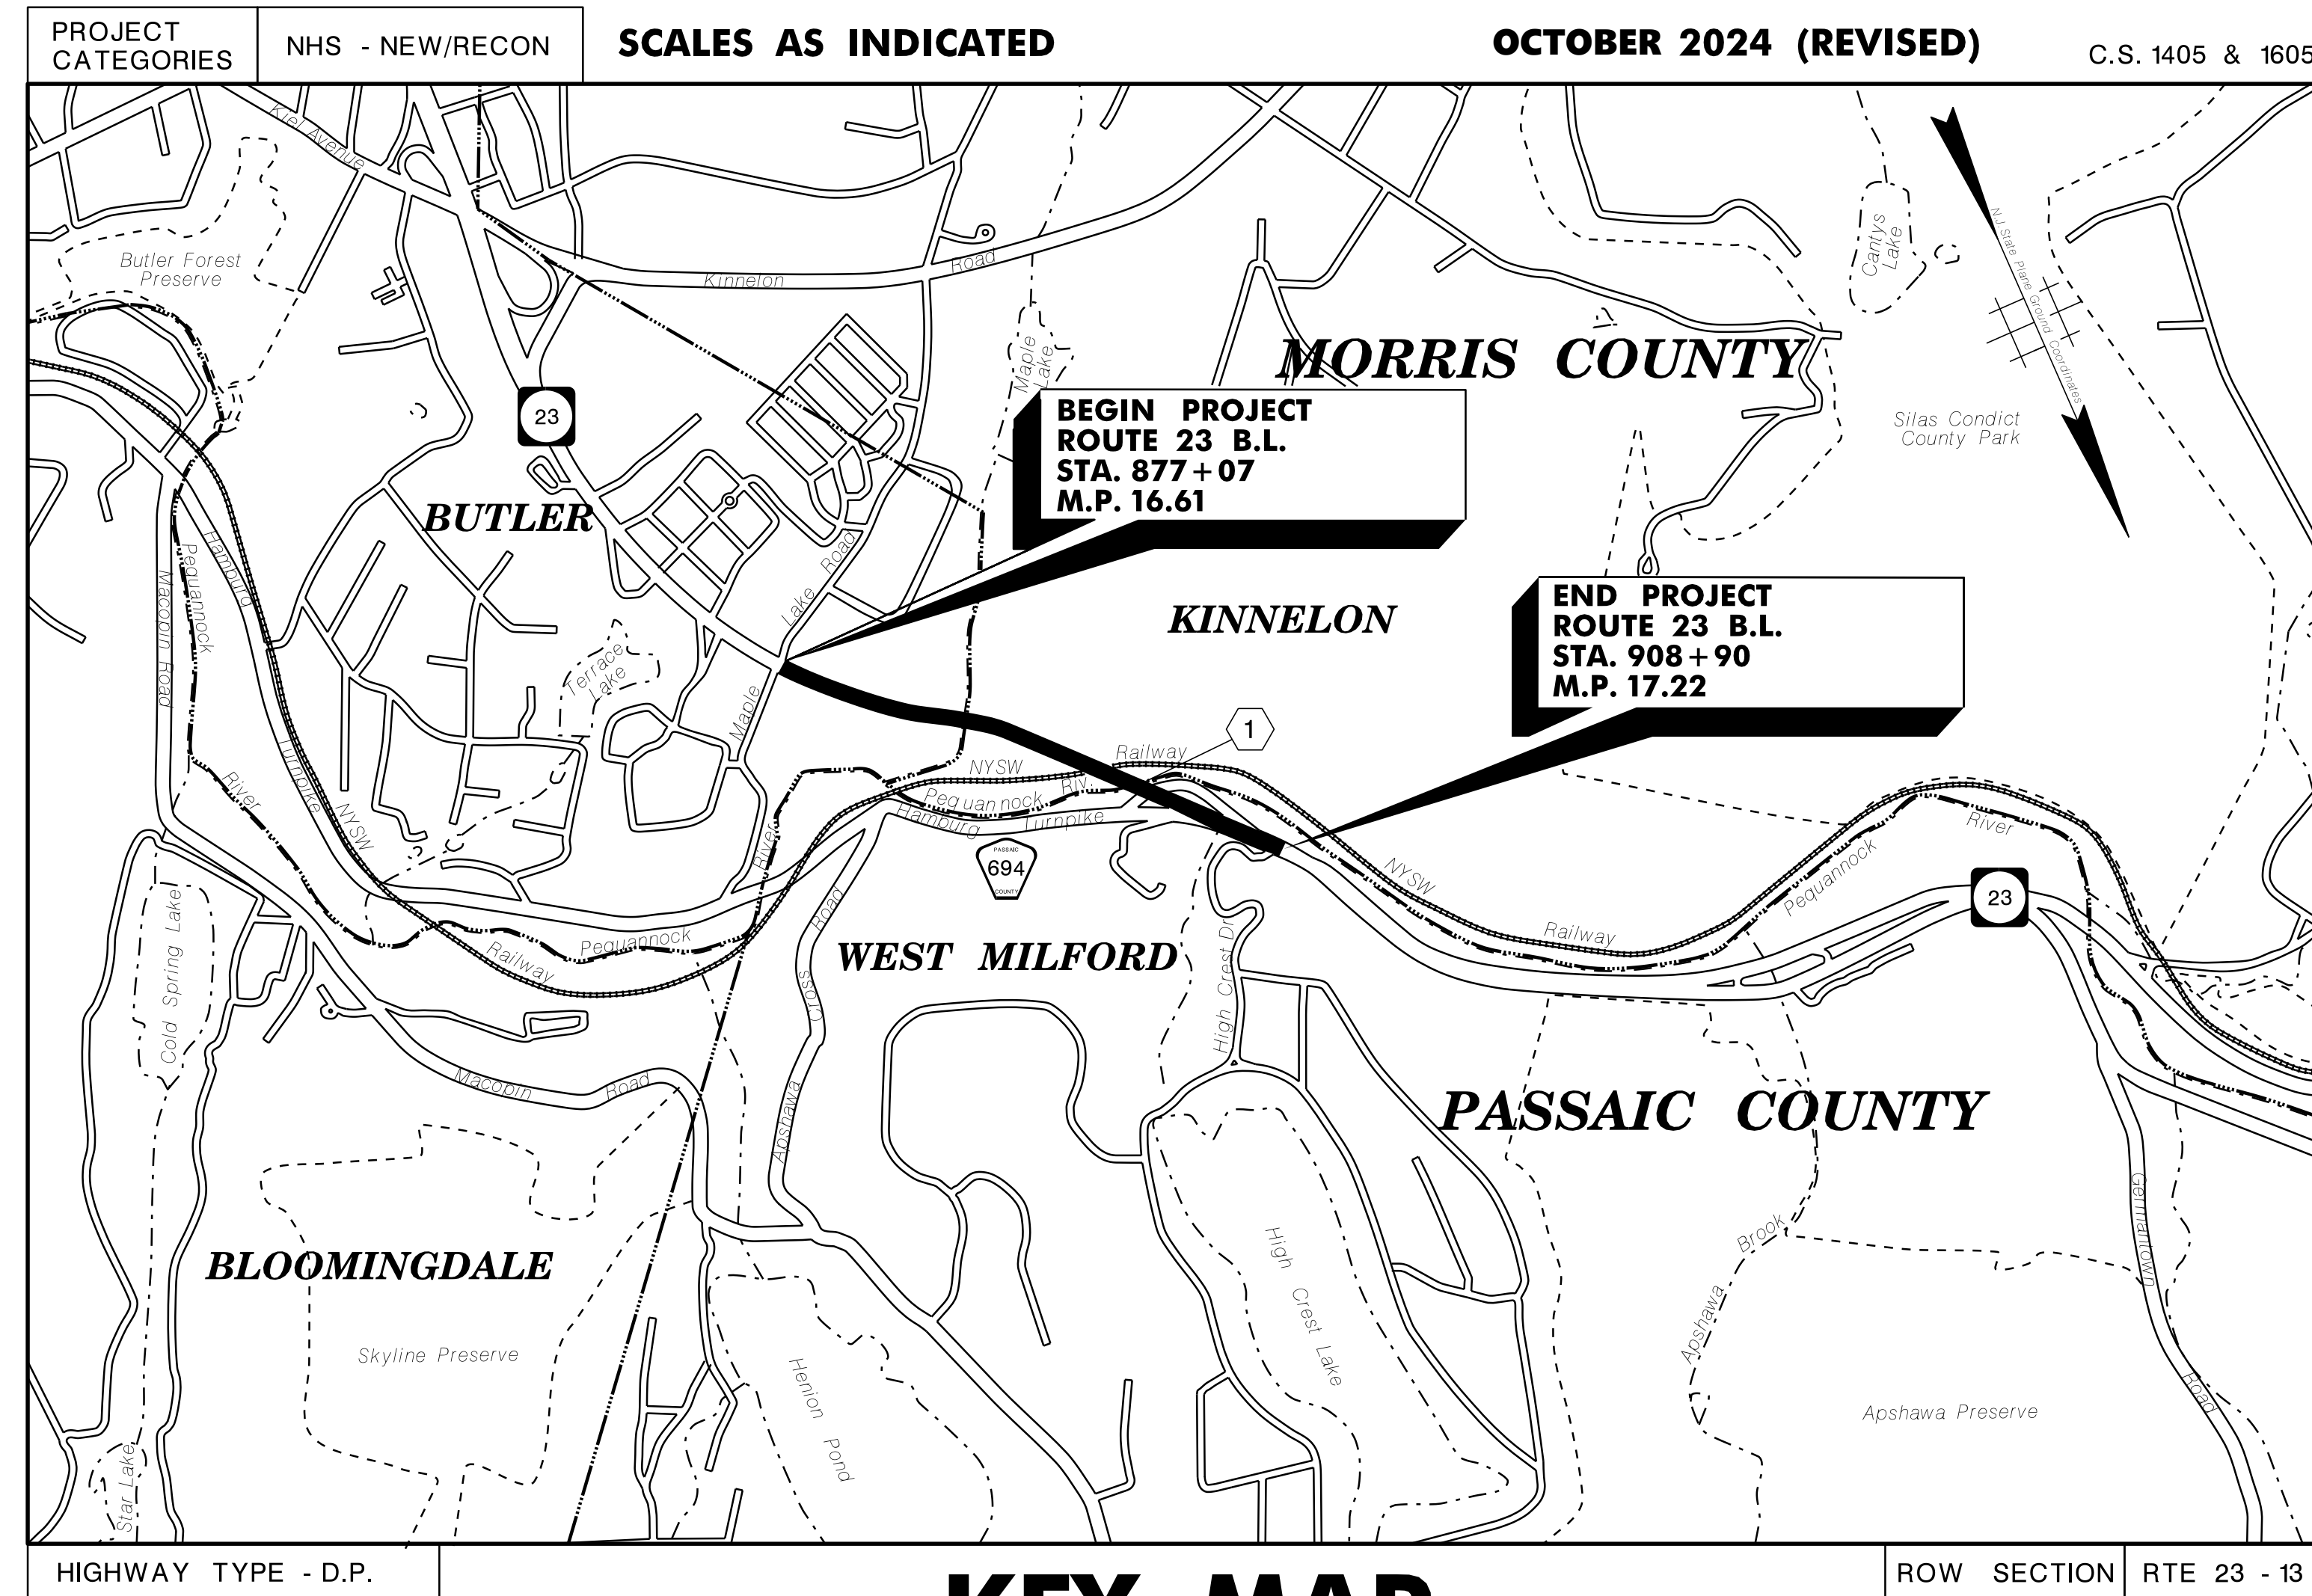 PROJECT
CATEGORIES
NHS - NEW/RECON
SCALES AS INDICATED
OCTOBER 2024 (REVISED)
C.S. 1405 & 1605
Kiel Avenue
Butler Forest
Preserve
Kinnelon
Road
Maple
Lake
Cantys
Lake
N.J. State Plane Ground Coordinates
MORRIS COUNTY
Silas Condict
County Park
23
BUTLER
BEGIN PROJECT
ROUTE 23 B.L.
STA. 877+07
M.P. 16.61
KINNELON
END PROJECT
ROUTE 23 B.L.
STA. 908+90
M.P. 17.22
Macopin Road
Pequannock
Hamburg
Lake Road
Terrace
Lake
Maple
River
Turnpike
NYSW
1
Railway
NYSW
Riv.
Pequannock
Hamburg Turnpike
River
PASSAIC
694
COUNTY
NYSW
River
Pequannock
23
Cold Spring Lake
Railway
Pequannock
Road
Cross
WEST MILFORD
High Crest Dr
Railway
Macopin Road
Apshawa
PASSAIC COUNTY
BLOOMINGDALE
Brook
Germantown
Skyline Preserve
High Crest Lake
Apshawa
Henion Pond
Apshawa Preserve
Road
Star Lake
HIGHWAY TYPE - D.P.
KEY MAP
ROW SECTION
RTE 23 - 13